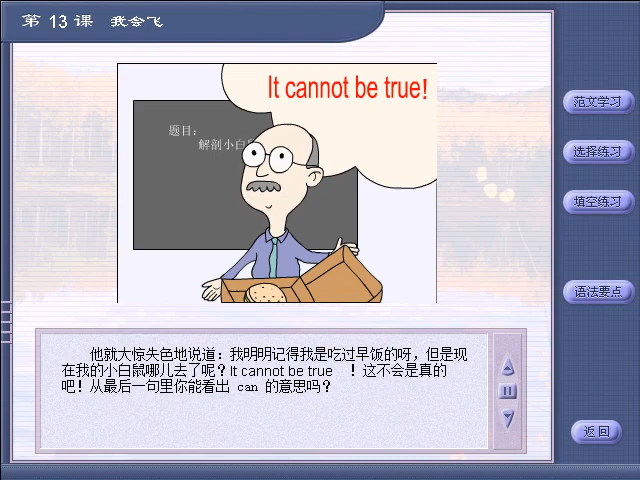 第 13 课 我会飞
It cannot be true!
题目:
解剖小白鼠
范文学习
选择练习
填空练习
语法要点
他就大惊失色地说道：我明明记得我是吃过早饭的呀，但是现
在我的小白鼠哪儿去了呢？It cannot be true ！这不会是真的
吧！从最后一句里你能看出 can 的意思吗？
返回